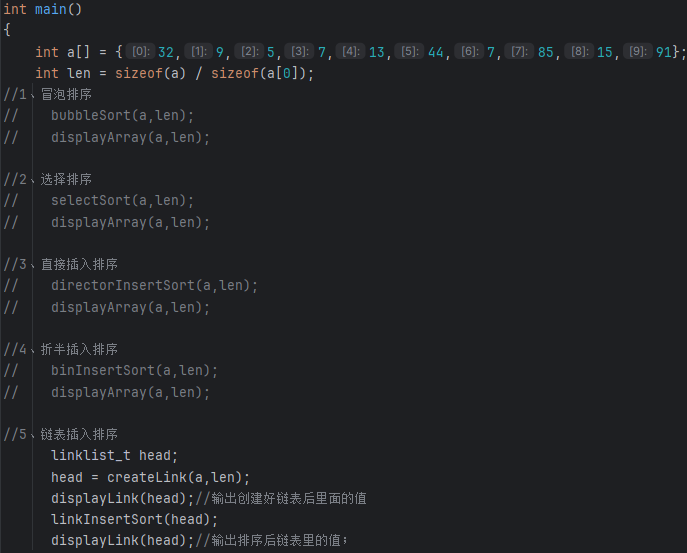 int main()
{
    int a[] = {[0]:32,[1]:9,[2]:5,[3]:7,[4]:13,[5]:44,[6]:7,[7]:85,[8]:15,[9]:91};
    int len = sizeof(a) / sizeof(a[0]);
//1、冒泡排序
//    bubbleSort(a,len);
//    displayArray(a,len);
//2、选择排序
//    selectSort(a,len);
//    displayArray(a,len);
//3、直接插入排序
//    directorInsertSort(a,len);
//    displayArray(a,len);
//4、折半插入排序
//    binInsertSort(a,len);
//    displayArray(a,len);
//5、链表插入排序
      linklist_t head;
      head = createLink(a,len);
      displayLink(head);//输出创建好链表后里面的值
      linkInsertSort(head);
      displayLink(head);//输出排序后链表里的值;